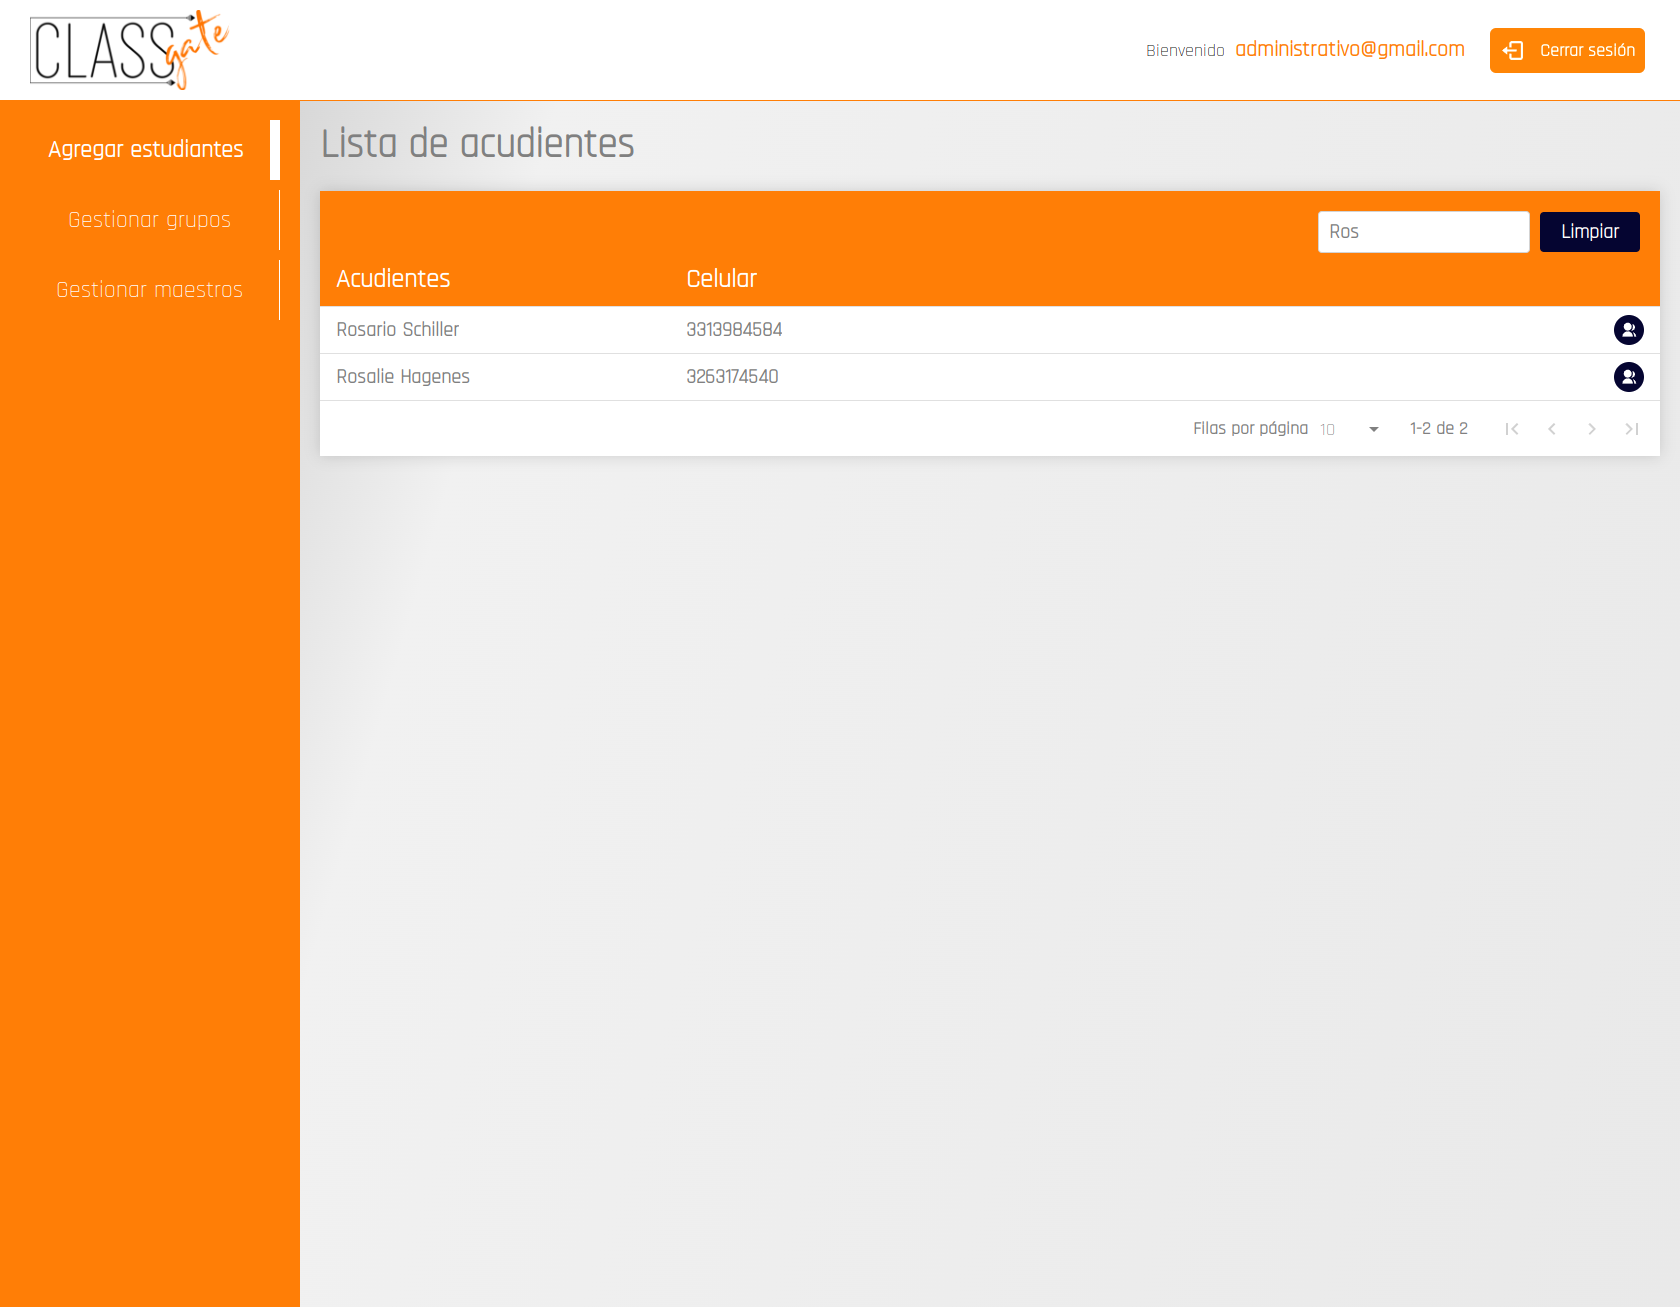 CLASSgate
Bienvenido administrativo@gmail.com Cerrar sesión
Agregar estudiantes
Gestionar grupos
Gestionar maestros
Lista de acudientes
Ros Limpiar
Acudientes Celular
Rosario Schiller 3313984584
Rosalie Hagenes 3263174540
Filas por página 10 1-2 de 2